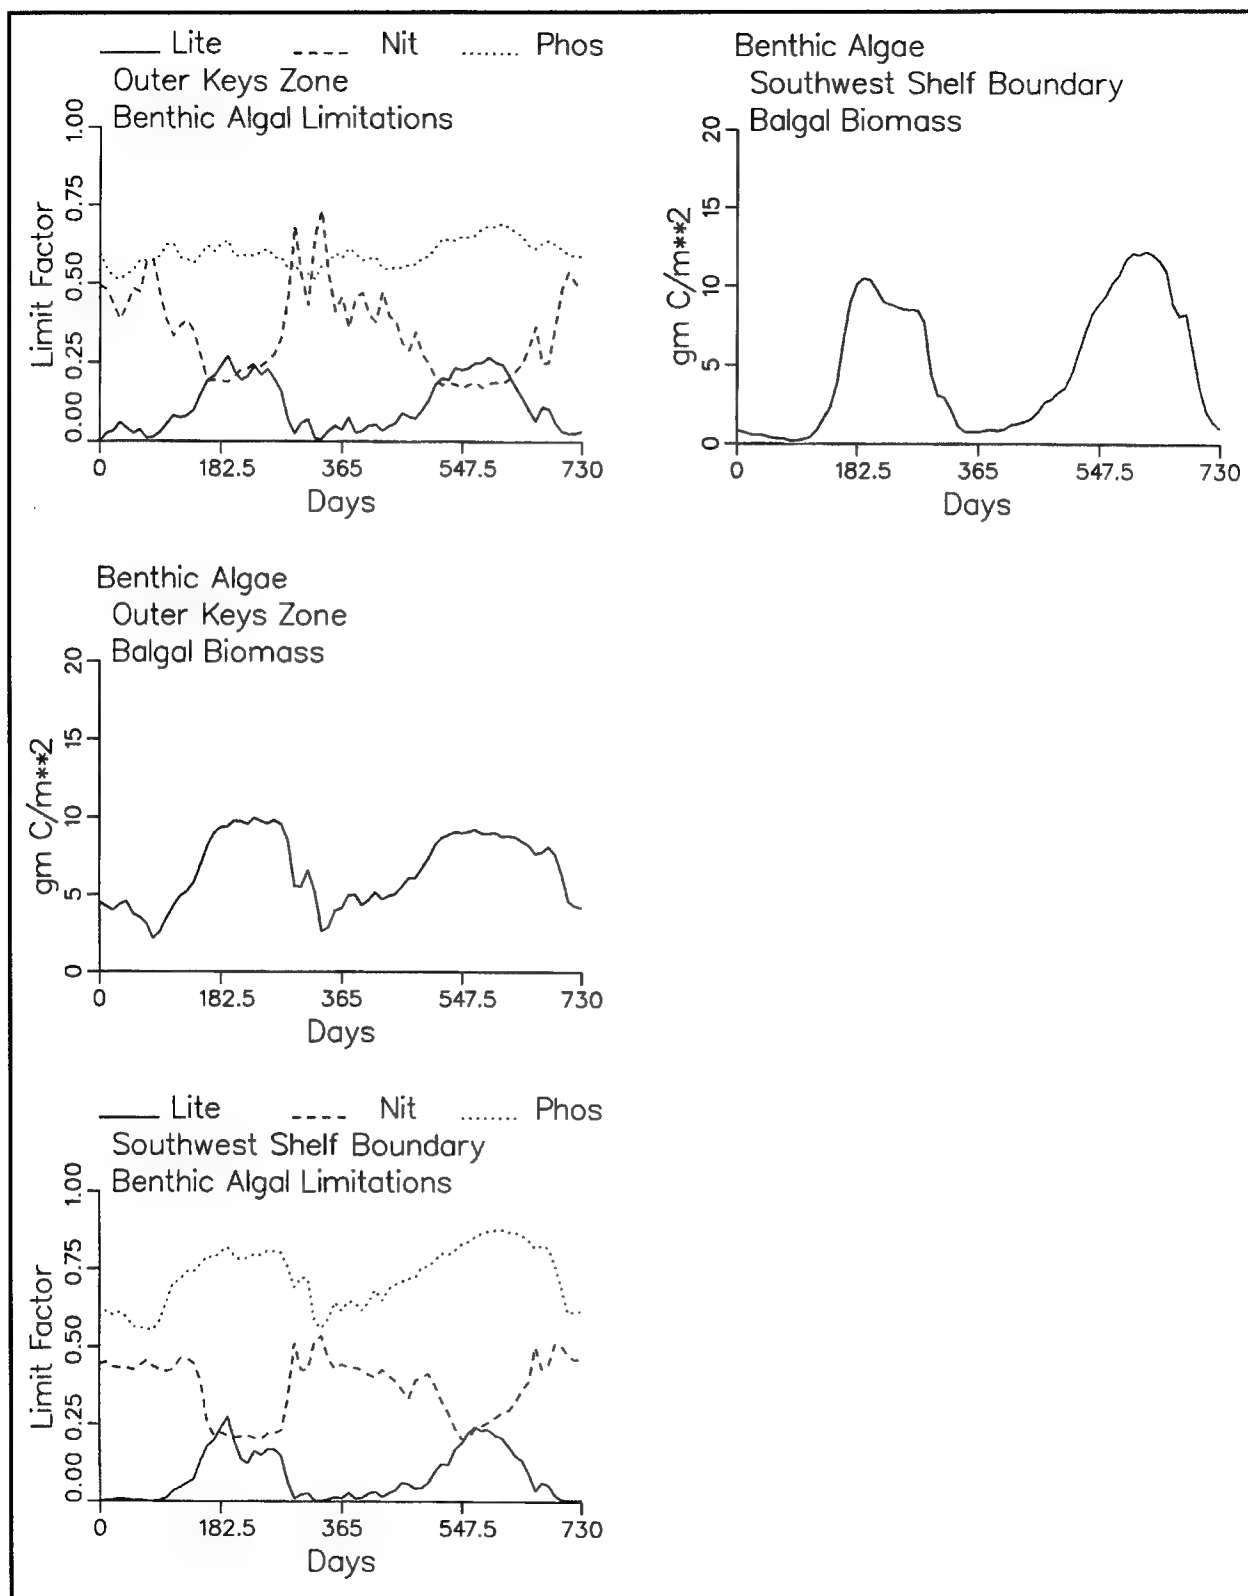 Lite Nit Phos
Outer Keys Zone
Benthic Algal Limitations
1.00
0.75
0.50
0.25
0.00
Limit Factor
0 182.5 365 547.5 730
Days
Benthic Algae
Southwest Shelf Boundary
Balgal Biomass
20
15
10
5
0
gm C/m**2
0 182.5 365 547.5 730
Days
Benthic Algae
Outer Keys Zone
Balgal Biomass
20
15
10
5
0
gm C/m**2
0 182.5 365 547.5 730
Days
Lite Nit Phos
Southwest Shelf Boundary
Benthic Algal Limitations
1.00
0.75
0.50
0.25
0.00
Limit Factor
0 182.5 365 547.5 730
Days